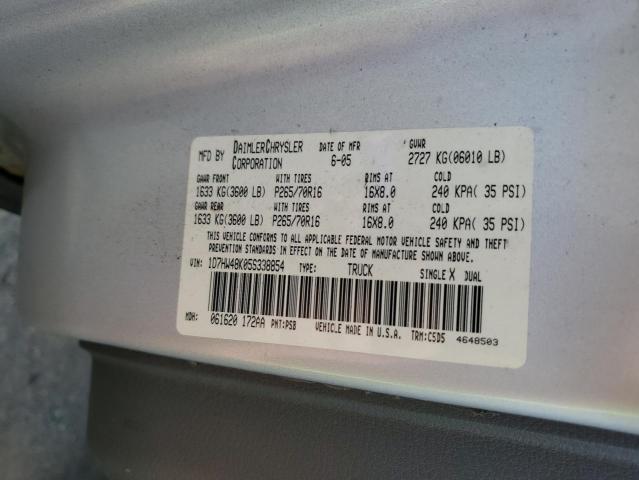 MFD BY DAIMLERCHRYSLER CORPORATION DATE OF MFR 6-05 GVWR 2727 KG(06010 LB)
GAWR FRONT WITH TIRES RIMS AT COLD
1633 KG(3600 LB) P265/70R16 16X8.0 240 KPA( 35 PSI)
GAWR REAR WITH TIRES RIMS AT COLD
1633 KG(3600 LB) P265/70R16 16X8.0 240 KPA( 35 PSI)
THIS VEHICLE CONFORMS TO ALL APPLICABLE FEDERAL MOTOR VEHICLE SAFETY AND THEFT
PREVENTION STANDARDS IN EFFECT ON THE DATE OF MANUFACTURE SHOWN ABOVE.
VIN: 1D7HW48K05S338854 TYPE: TRUCK SINGLE X DUAL
MDH: 061620 172AA PNT:PSB VEHICLE MADE IN U.S.A. TRM:C5D5 4648503